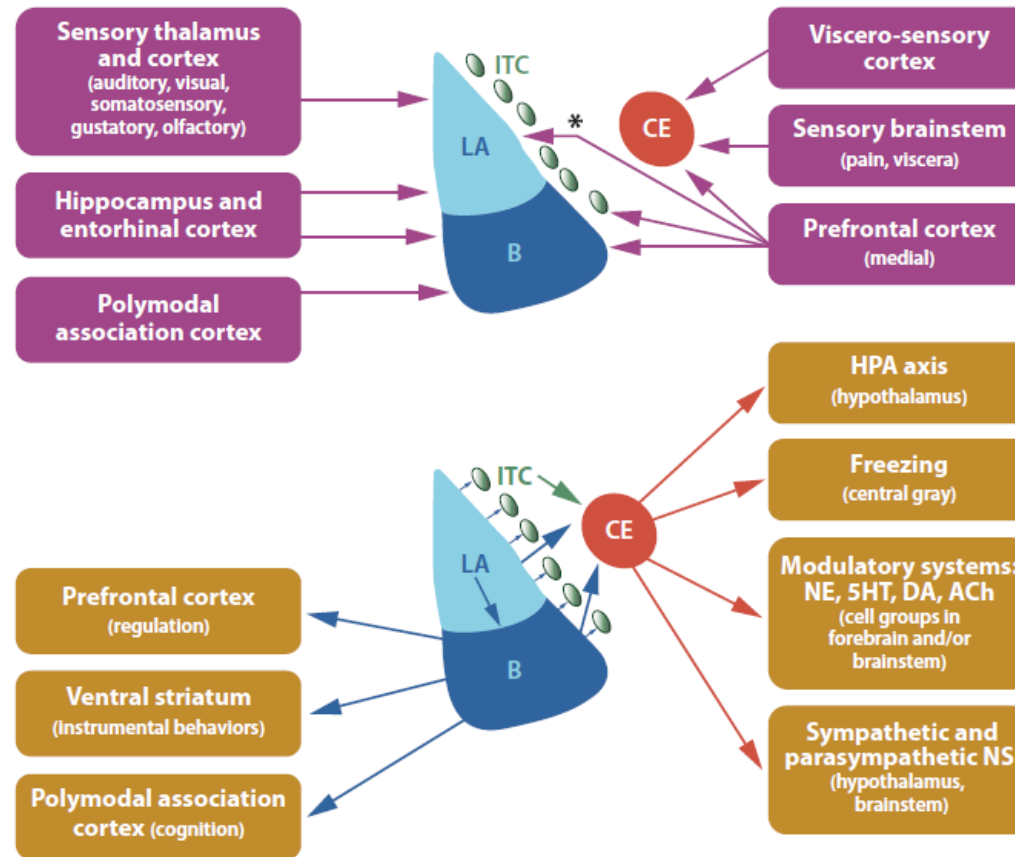 Sensory thalamus
and cortex
(auditory, visual,
somatosensory,
gustatory, olfactory)
Hippocampus and
entorhinal cortex
Polymodal
association cortex
ITC
LA
B
*
CE
Viscero-sensory
cortex
Sensory brainstem
(pain, viscera)
Prefrontal cortex
(medial)
Prefrontal cortex
(regulation)
Ventral striatum
(instrumental behaviors)
Polymodal association
cortex (cognition)
ITC
LA
B
CE
HPA axis
(hypothalamus)
Freezing
(central gray)
Modulatory systems:
NE, 5HT, DA, ACh
(cell groups in
forebrain and/or
brainstem)
Sympathetic and
parasympathetic NS
(hypothalamus,
brainstem)